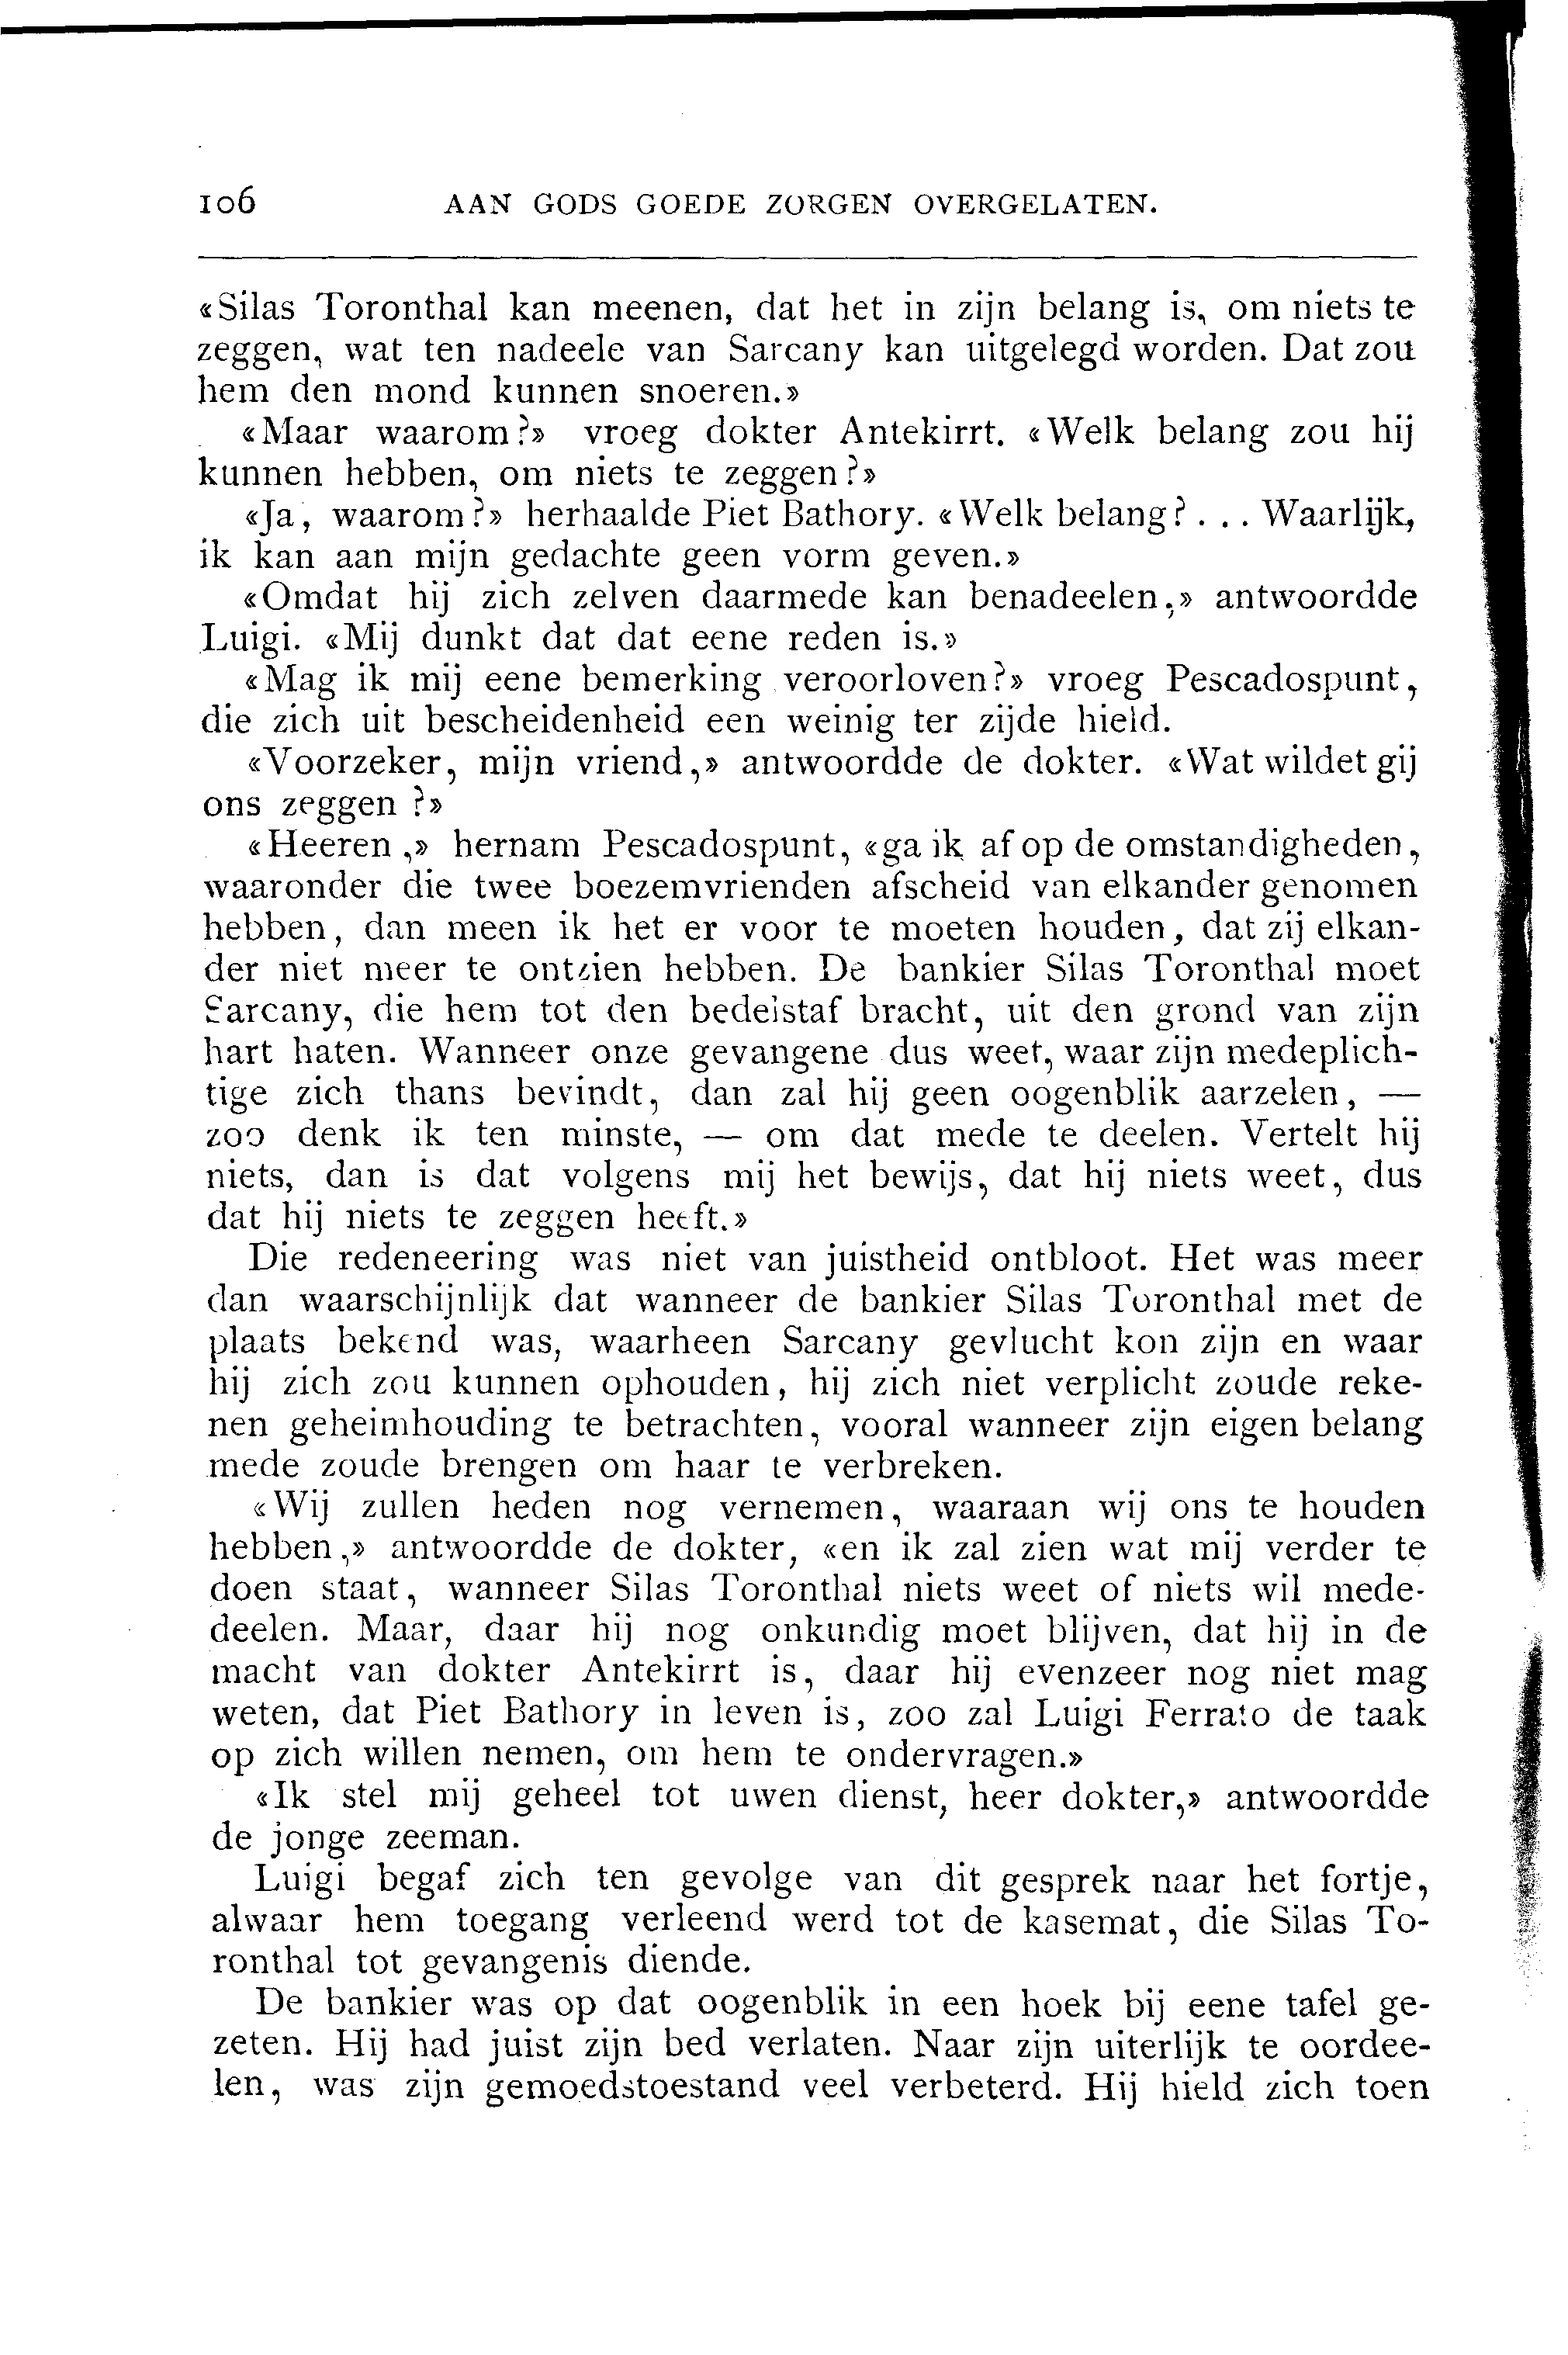 106 AAN GODS GOEDE ZORGEN OVERGELATEN.
«Silas Toronthal kan meenen, dat het in zijn belang is, om niets te
zeggen, wat ten nadeele van Sarcany kan uitgelegd worden. Dat zou
hem den mond kunnen snoeren.»
«Maar waarom?» vroeg dokter Antekirrt. «Welk belang zou hij
kunnen hebben, om niets te zeggen?»
«Ja, waarom?» herhaalde Piet Bathory. «Welk belang?... Waarlijk,
ik kan aan mijn gedachte geen vorm geven.»
«Omdat hij zich zelven daarmede kan benadeelen,» antwoordde
Luigi. «Mij dunkt dat dat eene reden is.»
«Mag ik mij eene bemerking veroorloven?» vroeg Pescadospunt,
die zich uit bescheidenheid een weinig ter zijde hield.
«Voorzeker, mijn vriend,» antwoordde de dokter. «Wat wildet gij
ons zeggen?»
«Heeren,» hernam Pescadospunt, «ga ik af op de omstandigheden,
waaronder die twee boezemvrienden afscheid van elkander genomen
hebben, dan meen ik het er voor te moeten houden, dat zij elkan-
der niet meer te ontzien hebben. De bankier Silas Toronthal moet
Sarcany, die hem tot den bedelstaf bracht, uit den grond van zijn
hart haten. Wanneer onze gevangene dus weet, waar zijn medeplich-
tige zich thans bevindt, dan zal hij geen oogenblik aarzelen, —
zoo denk ik ten minste, — om dat mede te deelen. Vertelt hij
niets, dan is dat volgens mij het bewijs, dat hij niets weet, dus
dat hij niets te zeggen heeft.»
Die redeneering was niet van juistheid ontbloot. Het was meer
dan waarschijnlijk dat wanneer de bankier Silas Toronthal met de
plaats bekend was, waarheen Sarcany gevlucht kon zijn en waar
hij zich zou kunnen ophouden, hij zich niet verplicht zoude reke-
nen geheimhouding te betrachten, vooral wanneer zijn eigen belang
mede zoude brengen om haar te verbreken.
«Wij zullen heden nog vernemen, waaraan wij ons te houden
hebben,» antwoordde de dokter, «en ik zal zien wat mij verder te
doen staat, wanneer Silas Toronthal niets weet of niets wil mede-
deelen. Maar, daar hij nog onkundig moet blijven, dat hij in de
macht van dokter Antekirrt is, daar hij evenzeer nog niet mag
weten, dat Piet Bathory in leven is, zoo zal Luigi Ferrato de taak
op zich willen nemen, om hem te ondervragen.»
«Ik stel mij geheel tot uwen dienst, heer dokter,» antwoordde
de jonge zeeman.
Luigi begaf zich ten gevolge van dit gesprek naar het fortje,
alwaar hem toegang verleend werd tot de kasemat, die Silas To-
ronthal tot gevangenis diende.
De bankier was op dat oogenblik in een hoek bij eene tafel ge-
zeten. Hij had juist zijn bed verlaten. Naar zijn uiterlijk te oordee-
len, was zijn gemoedstoestand veel verbeterd. Hij hield zich toen